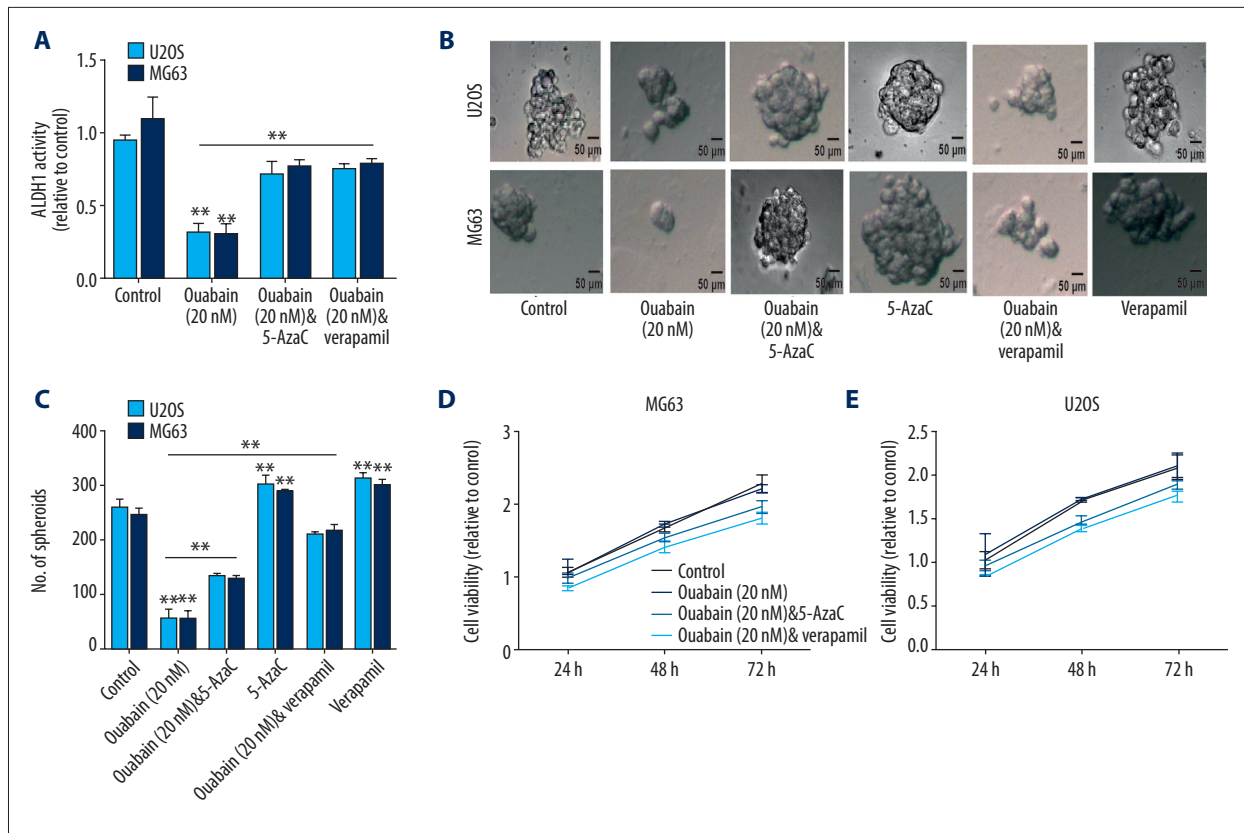 A
U20S
MG63
ALDH1 activity
(relative to control)
1.5
1.0
0.5
0.0
**
** **
Control
Ouabain
(20 nM)
Ouabain
(20 nM)&
5-AzaC
Ouabain
(20 nM)&
verapamil
B
U20S
50 µm
50 µm
50 µm
50 µm
50 µm
50 µm
MG63
50 µm
50 µm
50 µm
50 µm
50 µm
50 µm
Control
Ouabain
(20 nM)
Ouabain
(20 nM)&
5-AzaC
5-AzaC
Ouabain
(20 nM)&
verapamil
Verapamil
C
U20S
MG63
No. of spheroids
400
300
200
100
0
**
** **
** **
**
****
Control
Ouabain (20 nM)
Ouabain (20 nM)&5-AzaC
5-AzaC
Ouabain (20 nM)& verapamil
Verapamil
D
MG63
Cell viability (relative to conrol)
3
2
1
0
24 h
48 h
72 h
Control
Ouabain (20 nM)
Ouabain (20 nM)&5-AzaC
Ouabain (20 nM)& verapamil
E
U20S
Cell viability (relative to control)
2.5
2.0
1.5
1.0
0.5
0.0
24 h
48 h
72 h